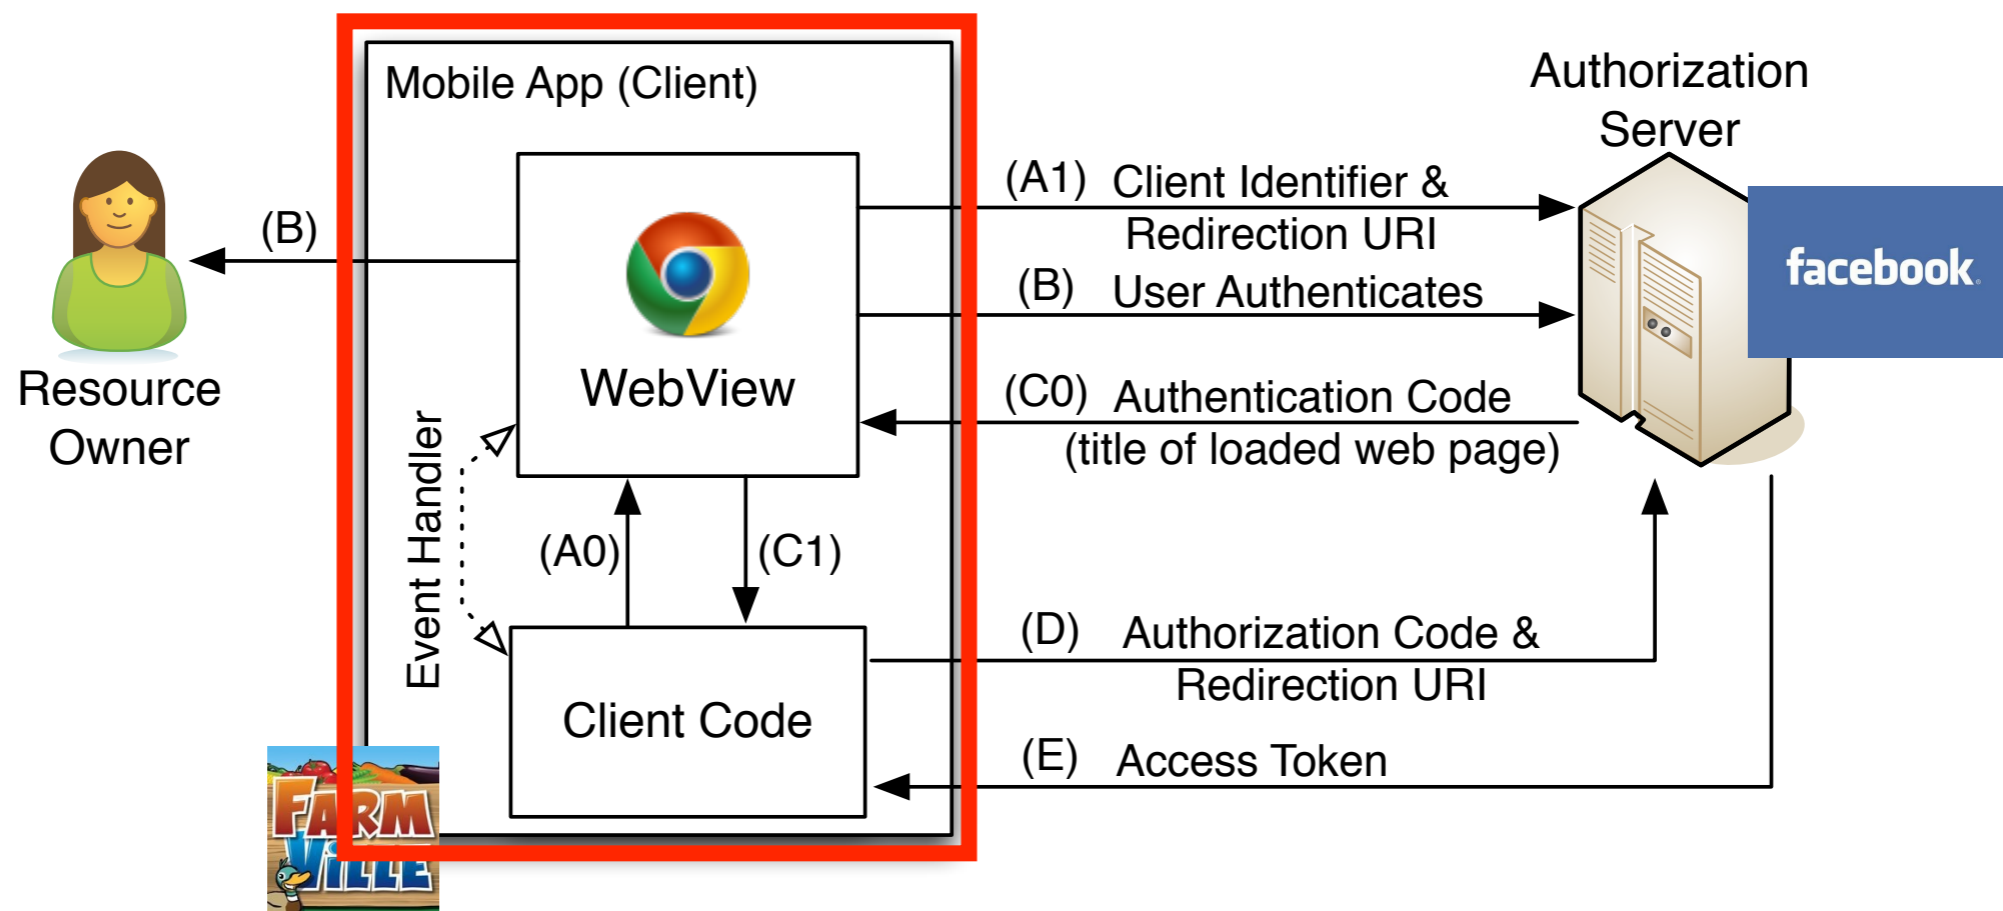 Mobile App (Client)
Authorization
Server
(A1) Client Identifier &
Redirection URI
(B)
(B) User Authenticates
facebook
WebView
Resource
Owner
(C0) Authentication Code
(title of loaded web page)
Event Handler
(A0)
(C1)
(D) Authorization Code &
Redirection URI
Client Code
(E) Access Token
FARM
VILLE